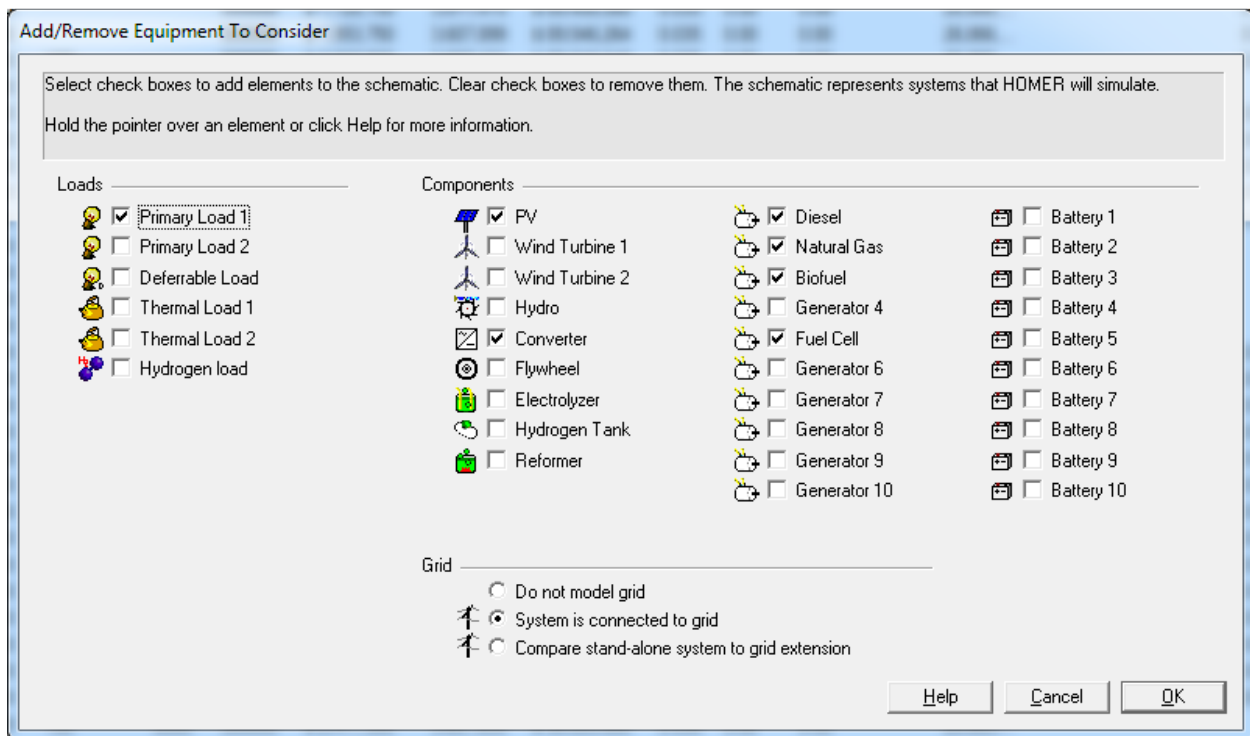 Add/Remove Equipment To Consider
Select check boxes to add elements to the schematic. Clear check boxes to remove them. The schematic represents systems that HOMER will simulate.
Hold the pointer over an element or click Help for more information.
Loads
Primary Load 1
Primary Load 2
Deferrable Load
Thermal Load 1
Thermal Load 2
Hydrogen load
Components
PV
Wind Turbine 1
Wind Turbine 2
Hydro
Converter
Flywheel
Electrolyzer
Hydrogen Tank
Reformer
Diesel
Natural Gas
Biofuel
Generator 4
Fuel Cell
Generator 6
Generator 7
Generator 8
Generator 9
Generator 10
Battery 1
Battery 2
Battery 3
Battery 4
Battery 5
Battery 6
Battery 7
Battery 8
Battery 9
Battery 10
Grid
Do not model grid
System is connected to grid
Compare stand-alone system to grid extension
Help Cancel OK